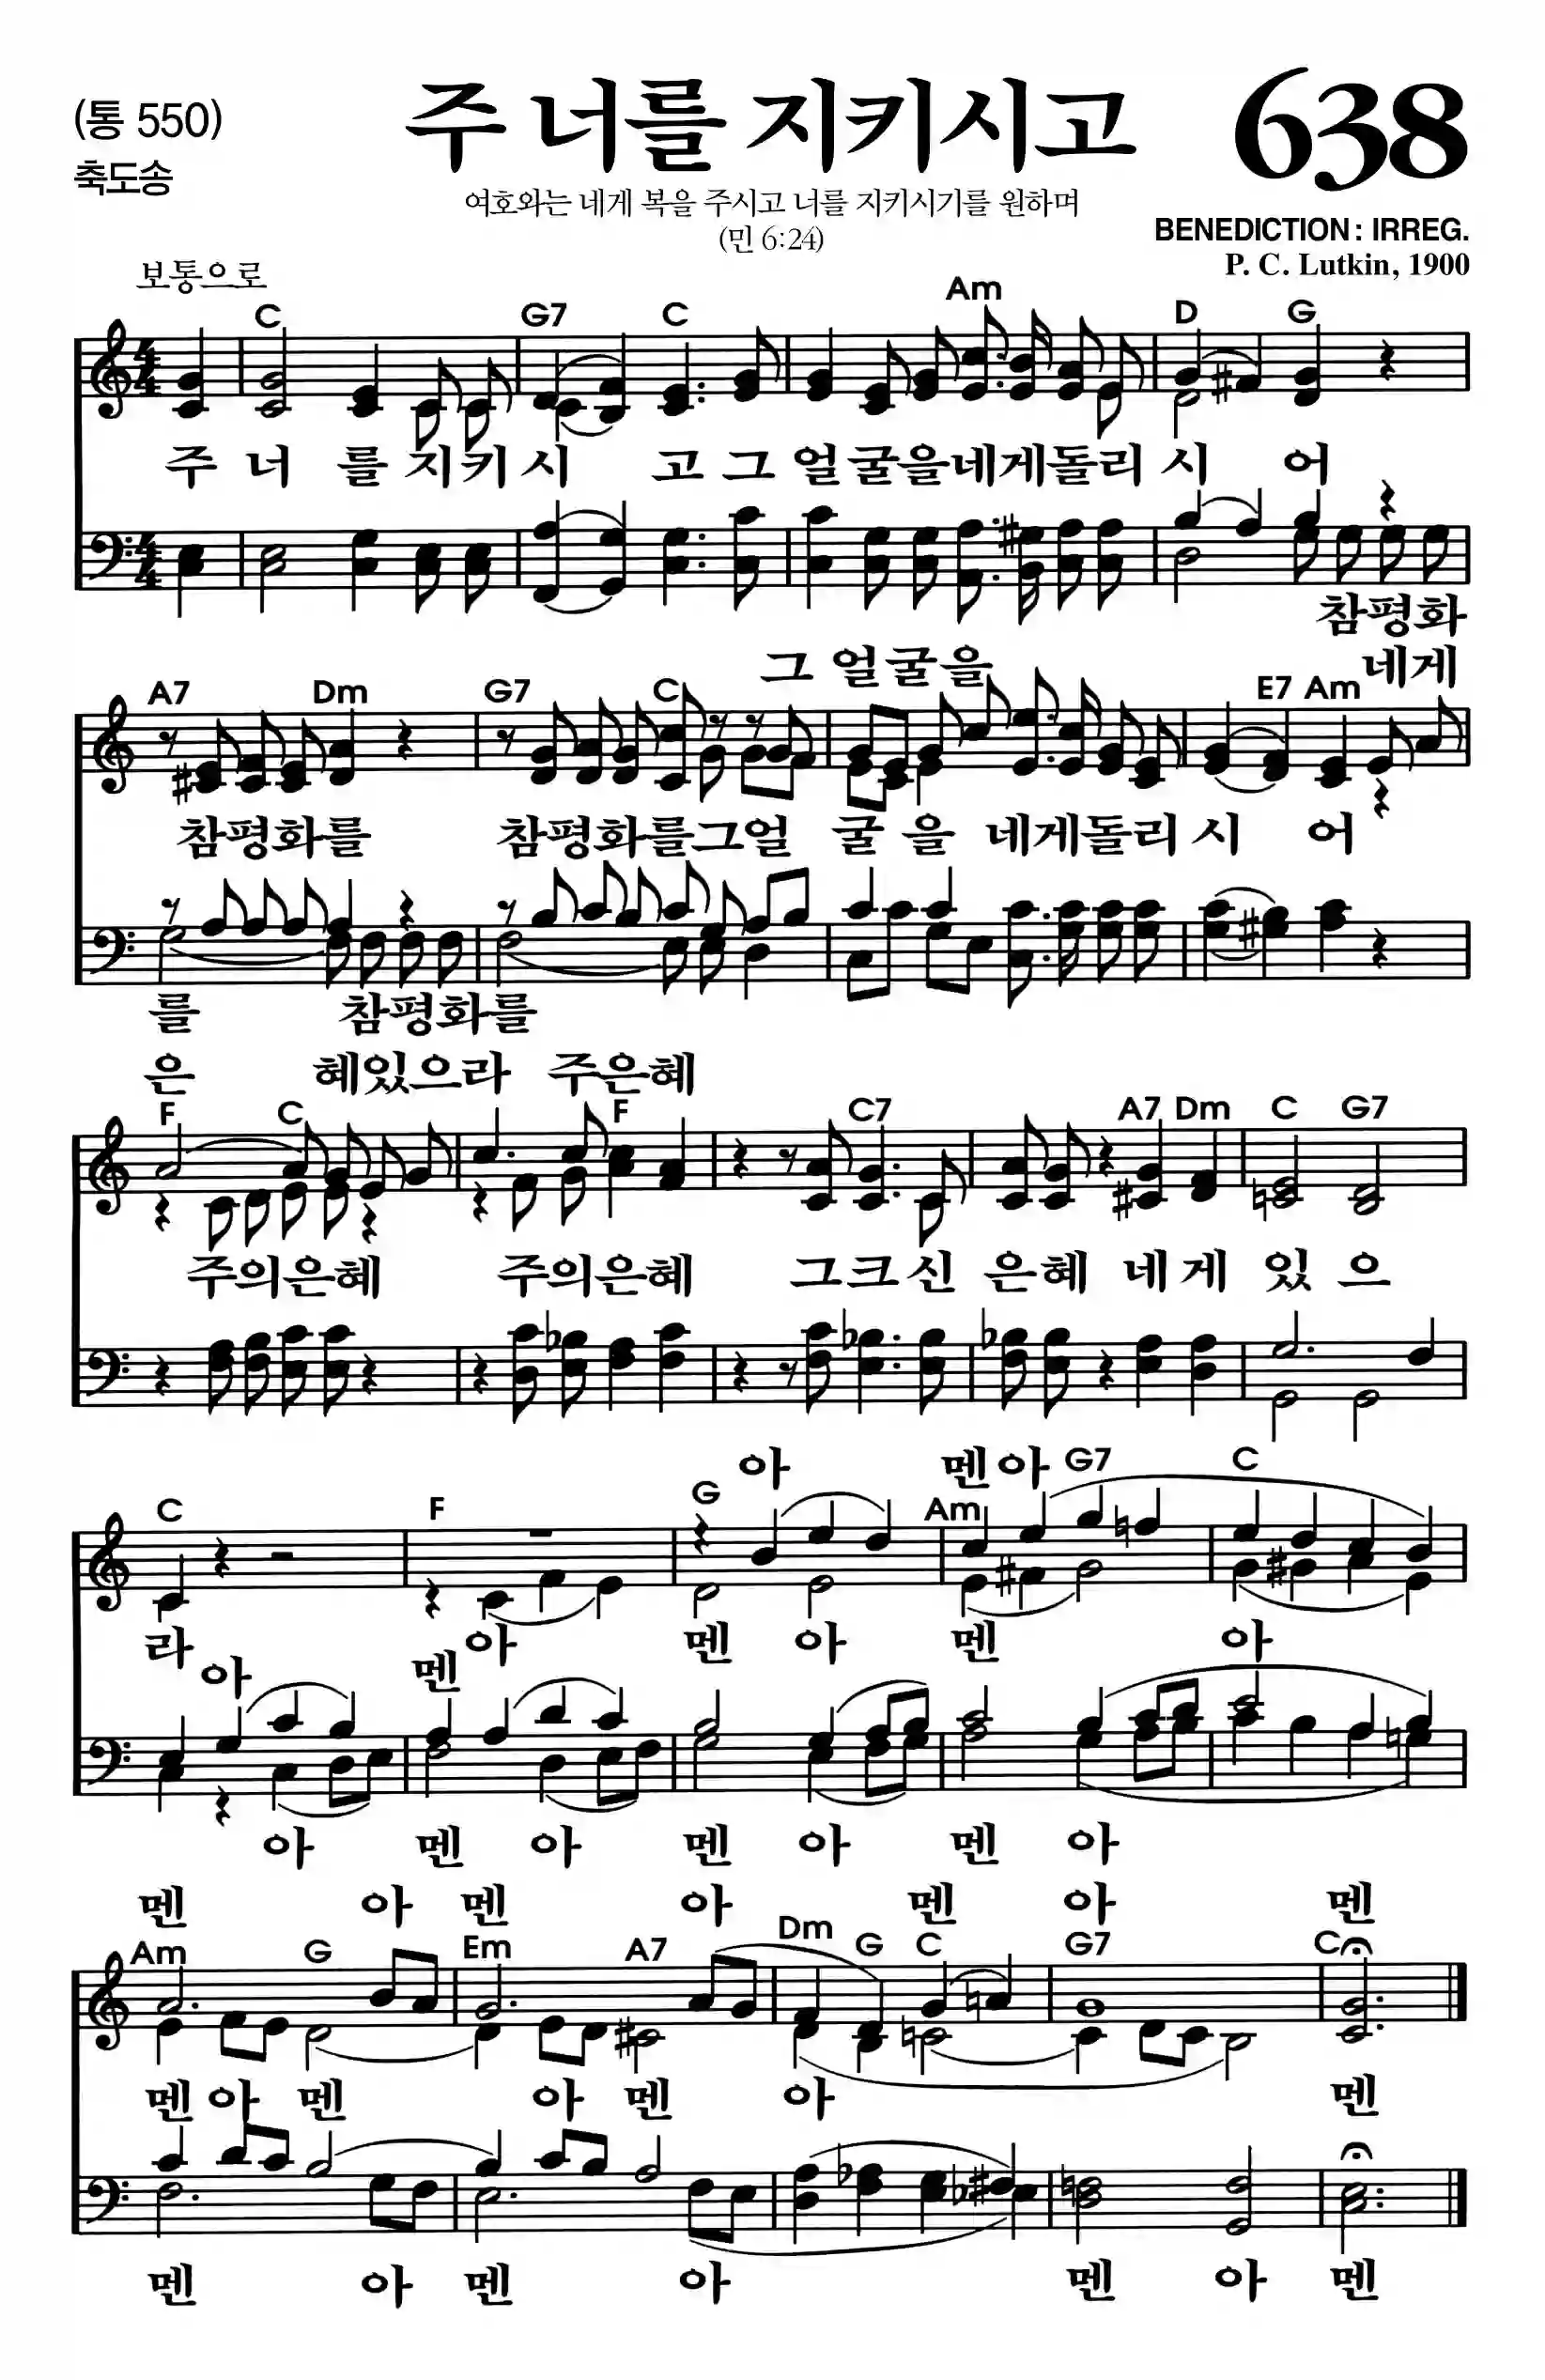 (통 550)
축도송
주 너를 지키시고
638
여호와는 네게 복을 주시고 너를 지키시기를 원하며
(민 6:24)
BENEDICTION : IRREG.
P. C. Lutkin, 1900
보통으로
C G7 C Am D G
4 4
주 너 를 지 키 시 고 그 얼 굴을네게돌리 시 어
4 4
참평화
그 얼굴을 네게
A7 Dm G7 C E7 Am
참평화를 참평화를그얼 굴 을 네게돌리 시 어
를 참평화를
은 혜있으라 주은혜
F C F C7 A7 Dm C G7
주의은혜 주의은혜 그크신 은혜 네게 있 으
아 멘아
C F G Am G7 C
라 아 멘 아 멘 아
아 멘
아 멘 아 멘 아 멘 아
멘 아 멘 아 멘 아 멘
Am G Em A7 Dm G C G7 C
멘 아 멘 아 멘 아 멘
멘 아 멘 아 멘 아 멘